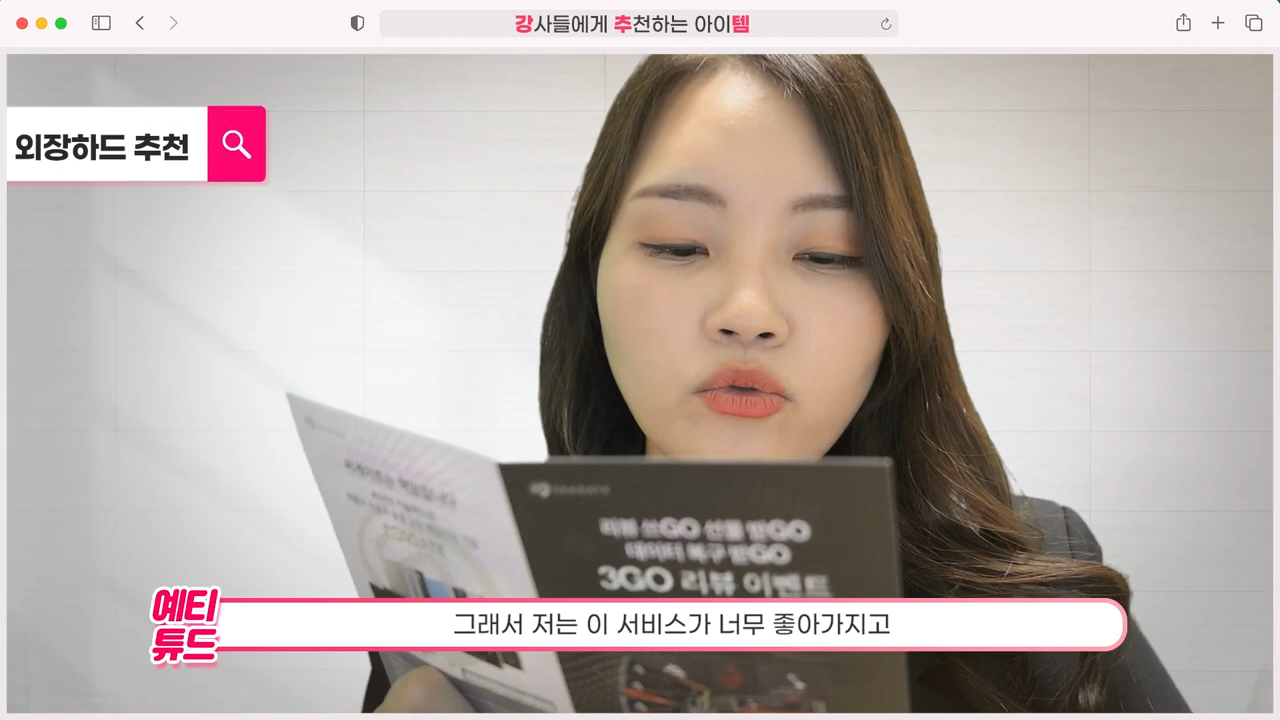 강사들에게 추천하는 아이템
외장하드 추천
리뷰 쓰GO 선물 받GO
데이터 복구 받GO
3GO 리뷰 이벤트
예티
튜드
그래서 저는 이 서비스가 너무 좋아가지고